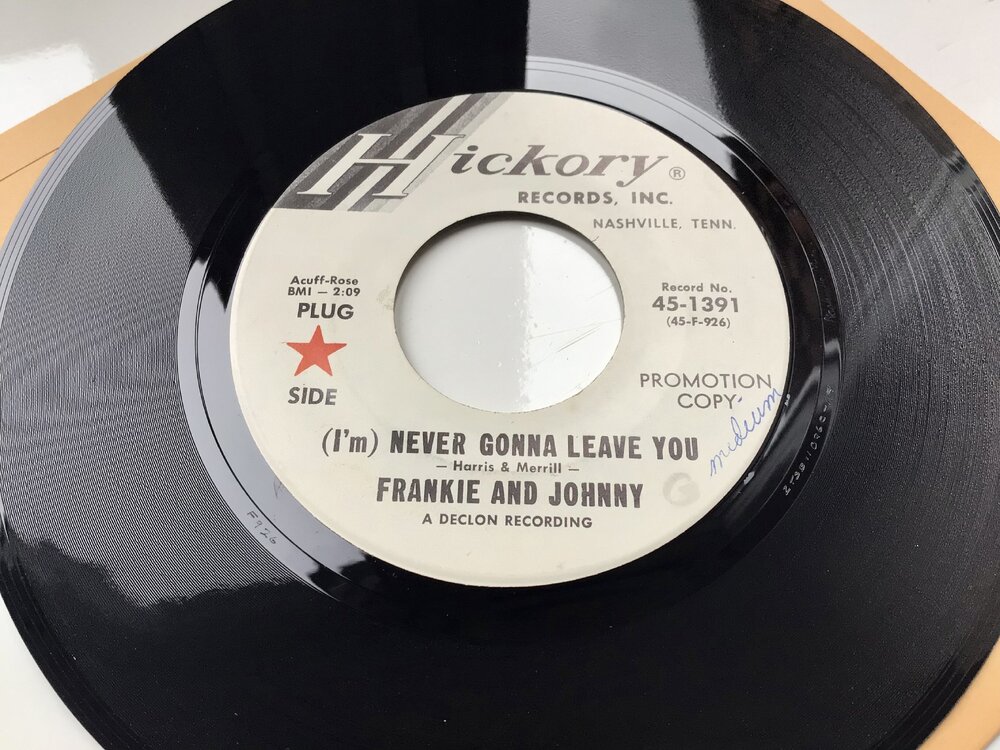 Hickory ®
RECORDS, INC.
NASHVILLE, TENN.
Acuff-Rose
BMI — 2:09
PLUG
SIDE
Record No.
45-1391
(45-F-926)
PROMOTION
COPY
medium
(I'm) NEVER GONNA LEAVE YOU
— Harris & Merrill —
FRANKIE AND JOHNNY
G
A DECLON RECORDING
F926